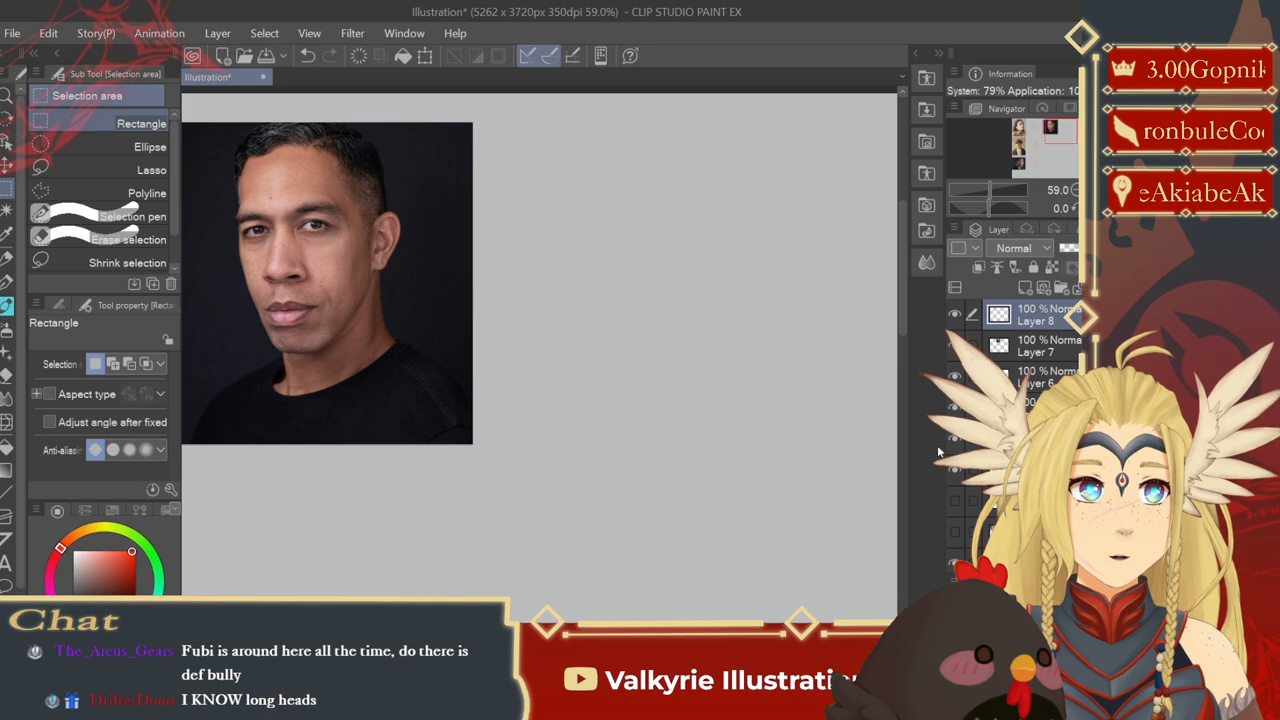 Illustration* (5262 x 3720px 350dpi 59.0%) - CLIP STUDIO PAINT EX
File Edit Story(P) Animation Layer Select View Filter Window Help
Sub Tool [Selection area]
Illustration*
Selection area
Rectangle
Ellipse
Lasso
Polyline
Selection pen
Erase selection
Shrink selection
Tool property [Recta
Rectangle
Selection
Aspect type
Adjust angle after fixed
Anti-aliasi
Information
System: 79% Application: 10
Navigator
59.0
0.0
Layer
Normal
100 % Norma
Layer 8
100 % Norma
Layer 7
100 % Norma
Layer 6
3.00Gopnik
ronbuleCo
eAkiabeAk
Chat
The_Arcus_Gears Fubi is around here all the time, do there is
def bully
DrifterDono I KNOW long heads
Valkyrie Illustration